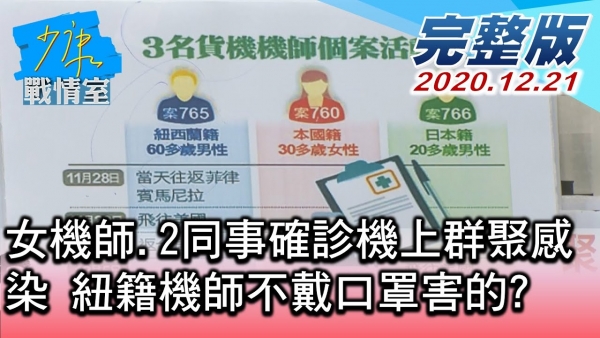 少康
戰情室
完整版
2020.12.21
3名貨機機師個案活
案765
案760
案766
紐西蘭籍
60多歲男性
本國籍
30多歲女性
日本籍
20多歲男性
11月28日
當天往返菲律
賓馬尼拉
飛往美國
女機師.2同事確診機上群聚感
染 紐籍機師不戴口罩害的?